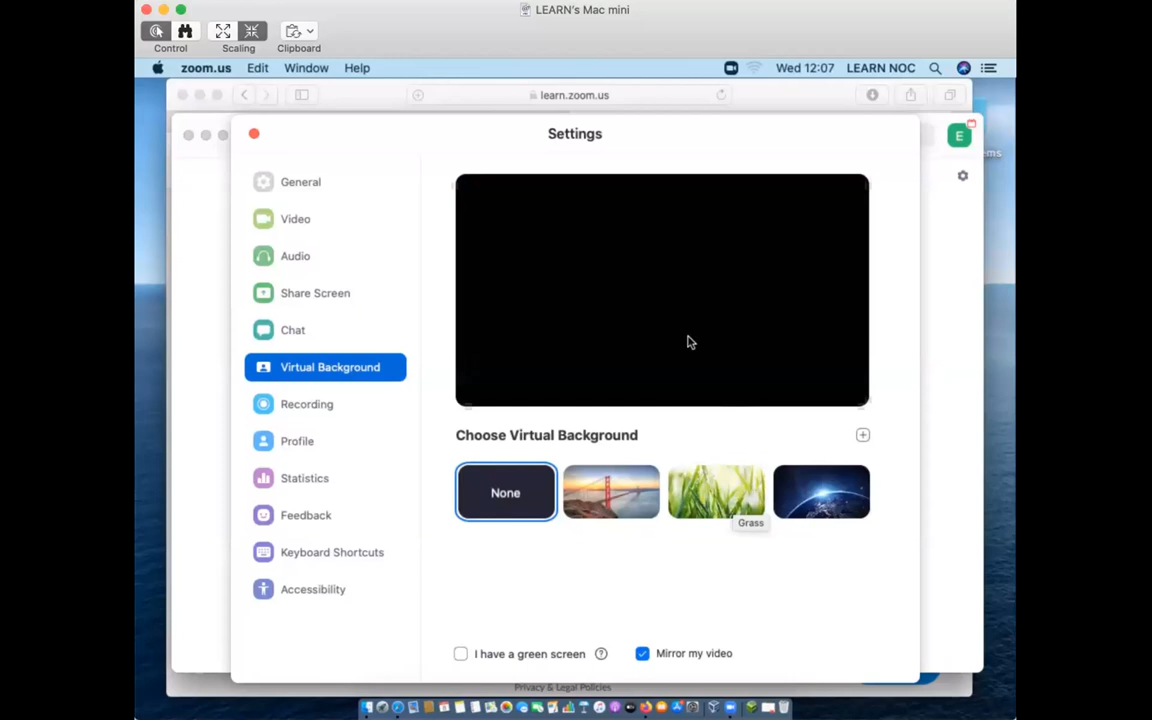 LEARN's Mac mini
Control
Scaling
Clipboard
zoom.us Edit Window Help Wed 12:07 LEARN NOC
learn.zoom.us
Settings
E
ems
General
Video
Audio
Share Screen
Chat
Virtual Background
Recording
Profile
Statistics
Feedback
Keyboard Shortcuts
Accessibility
Choose Virtual Background
None
Grass
I have a green screen ?
Mirror my video
Privacy & Legal Policies